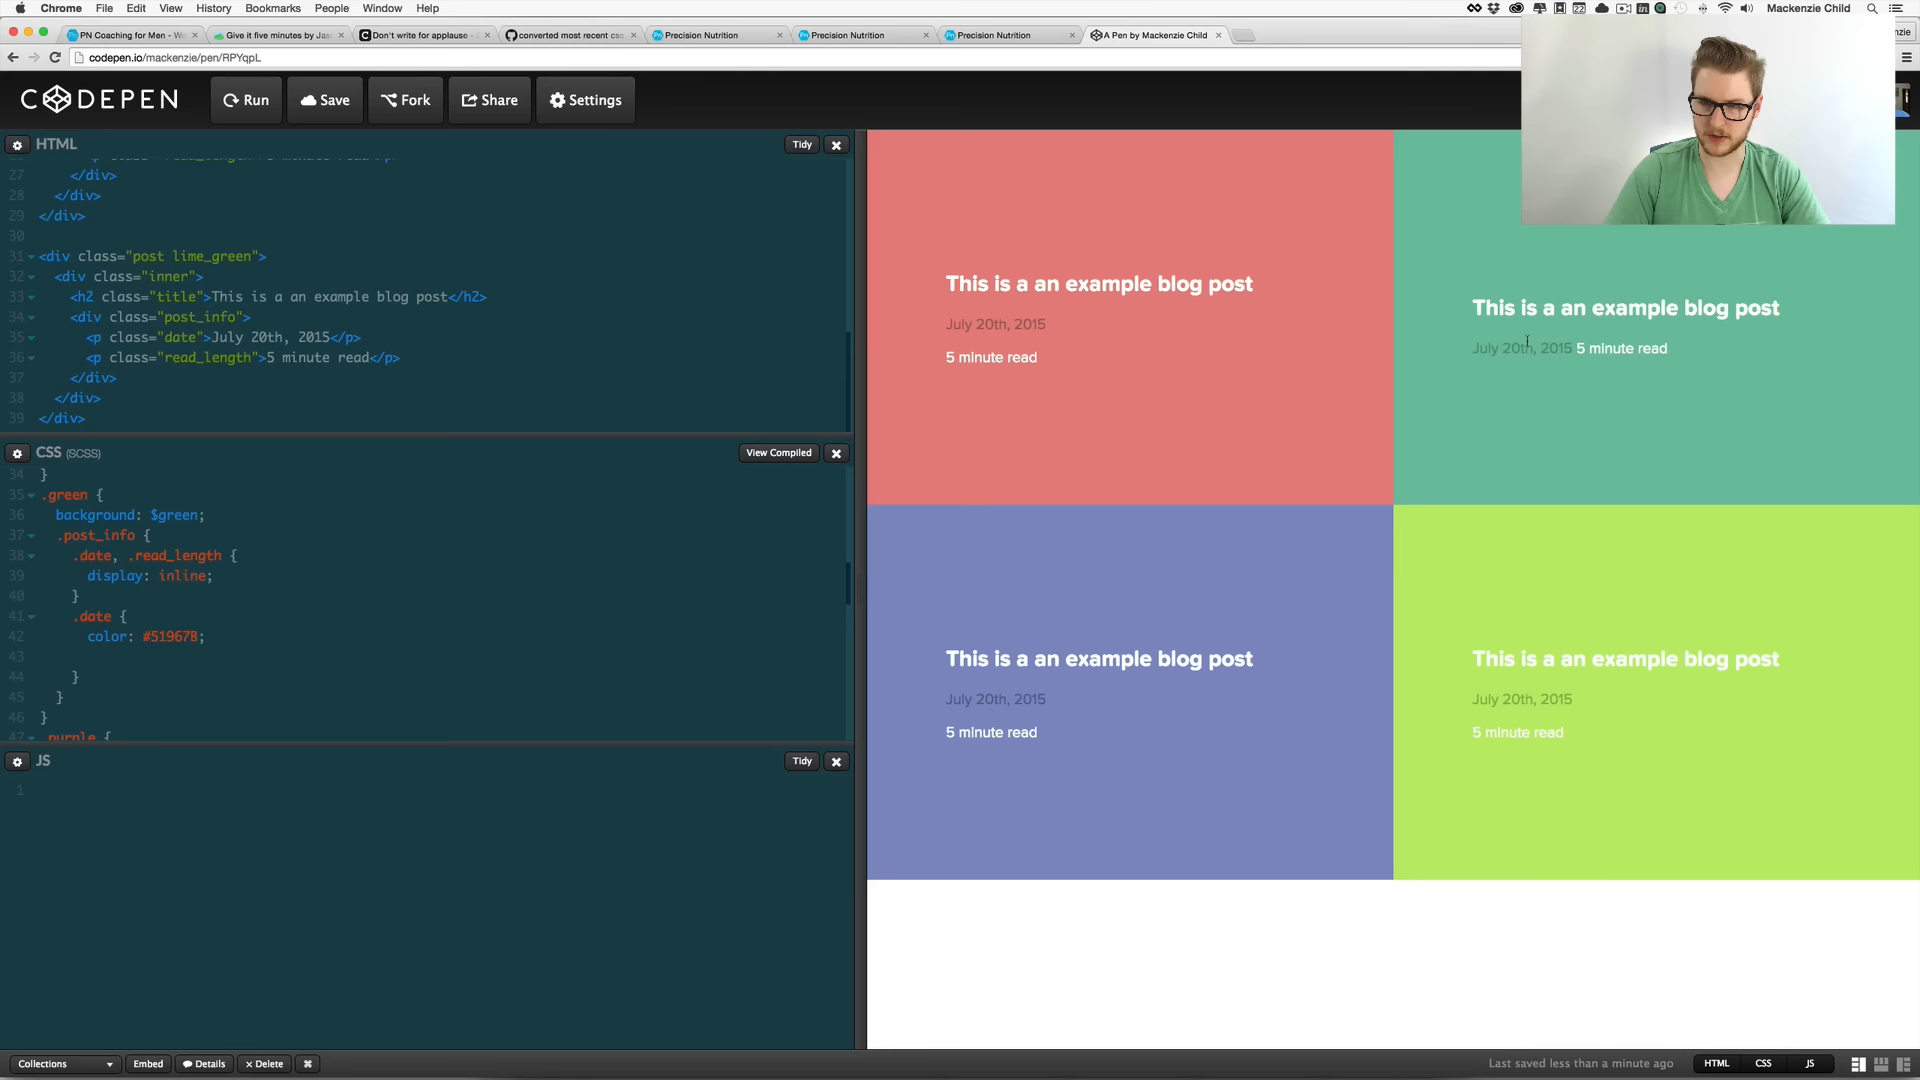 Chrome File Edit View History Bookmarks People Window Help
22
Mackenzie Child
PN Coaching for Men - Wo
Give it five minutes by Jaso
Don't write for applause -
converted most recent css
Precision Nutrition
Precision Nutrition
Precision Nutrition
A Pen by Mackenzie Child
codepen.io/mackenzie/pen/RPYqpL
CODEPEN
Run
Save
Fork
Share
Settings
HTML
Tidy
27 </div>
28 </div>
29 </div>
30
31 <div class="post lime_green">
32 <div class="inner">
33 <h2 class="title">This is a an example blog post</h2>
34 <div class="post_info">
35 <p class="date">July 20th, 2015</p>
36 <p class="read_length">5 minute read</p>
37 </div>
38 </div>
39 </div>
CSS (SCSS)
View Compiled
34 }
35 .green {
36 background: $green;
37 .post_info {
38 .date, .read_length {
39 display: inline;
40 }
41 .date {
42 color: #51967B;
43
44 }
45 }
46 }
47 .purple {
JS
Tidy
1
This is a an example blog post
July 20th, 2015
5 minute read
This is a an example blog post
July 20th, 2015 5 minute read
This is a an example blog post
July 20th, 2015
5 minute read
This is a an example blog post
July 20th, 2015
5 minute read
Collections
Embed
Details
Delete
Last saved less than a minute ago
HTML
CSS
JS